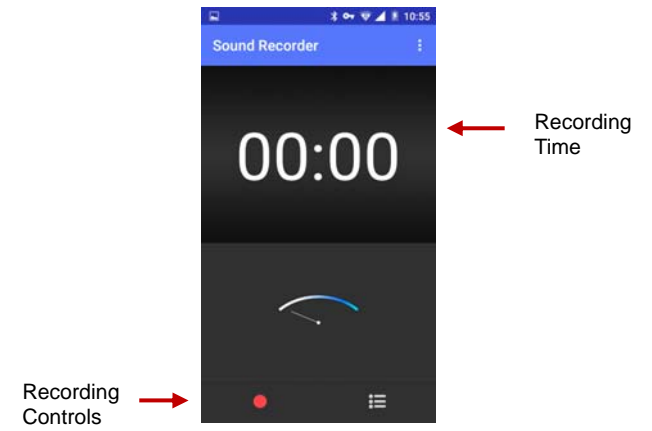 10:55
Sound Recorder
00:00
Recording
Time
Recording
Controls